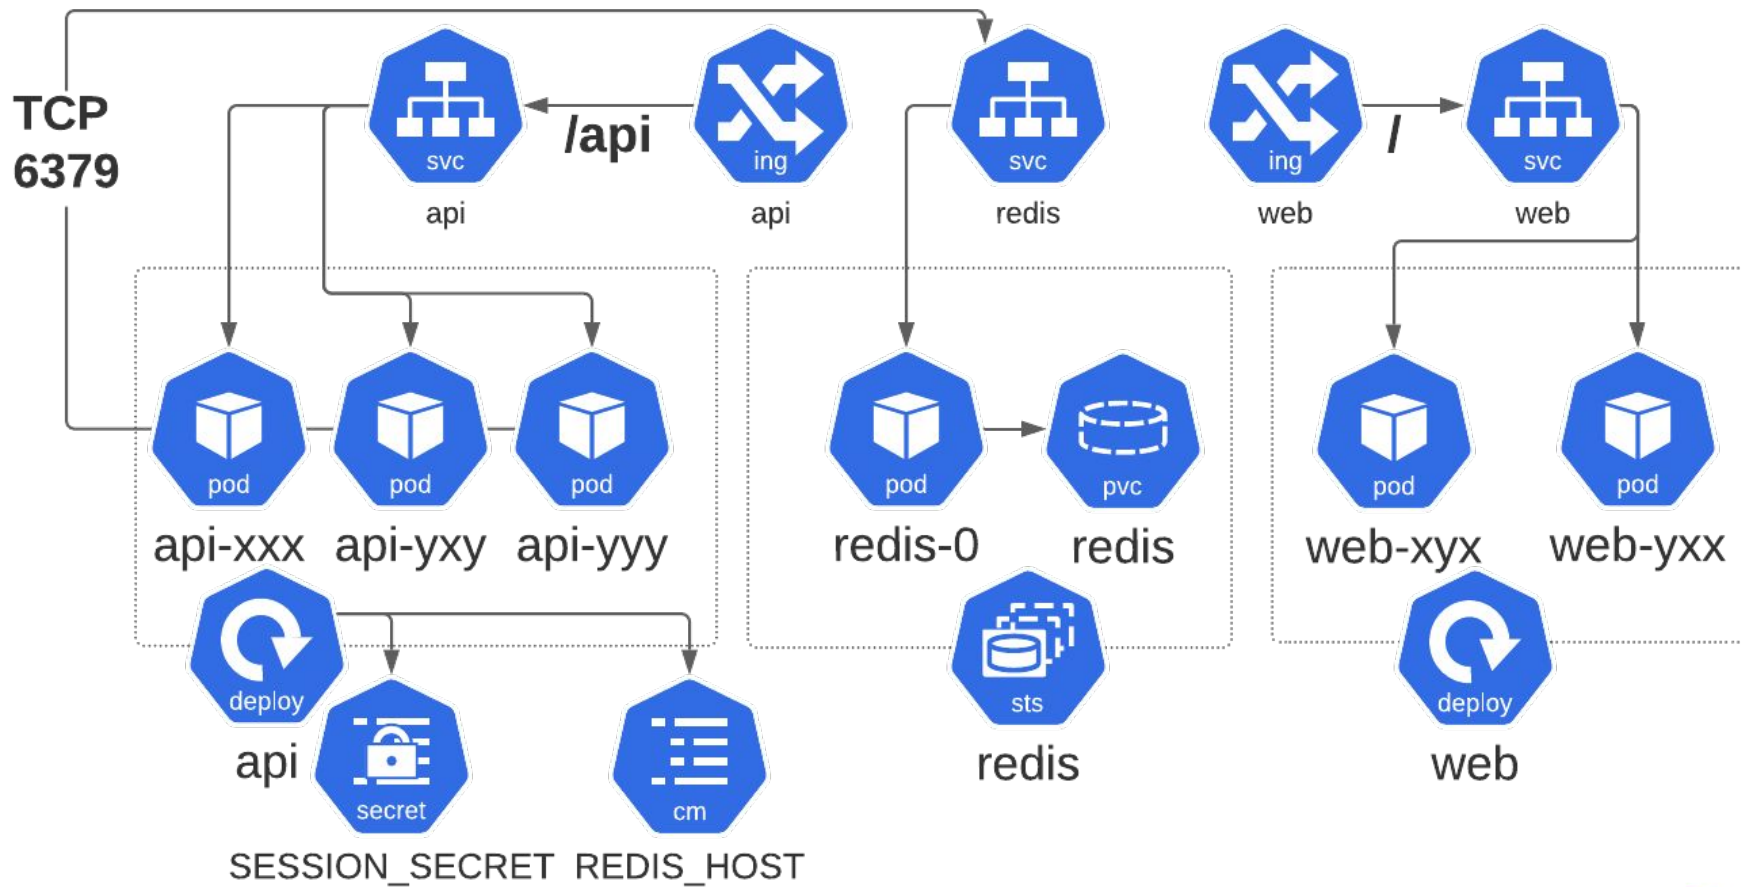 TCP
6379
svc
api
/api
ing
api
svc
redis
ing
web
/
svc
web
pod
api-xxx
pod
api-yxy
pod
api-yyy
pod
redis-0
pvc
redis
pod
web-xyx
pod
web-yxx
deploy
api
secret
SESSION_SECRET
cm
REDIS_HOST
sts
redis
deploy
web